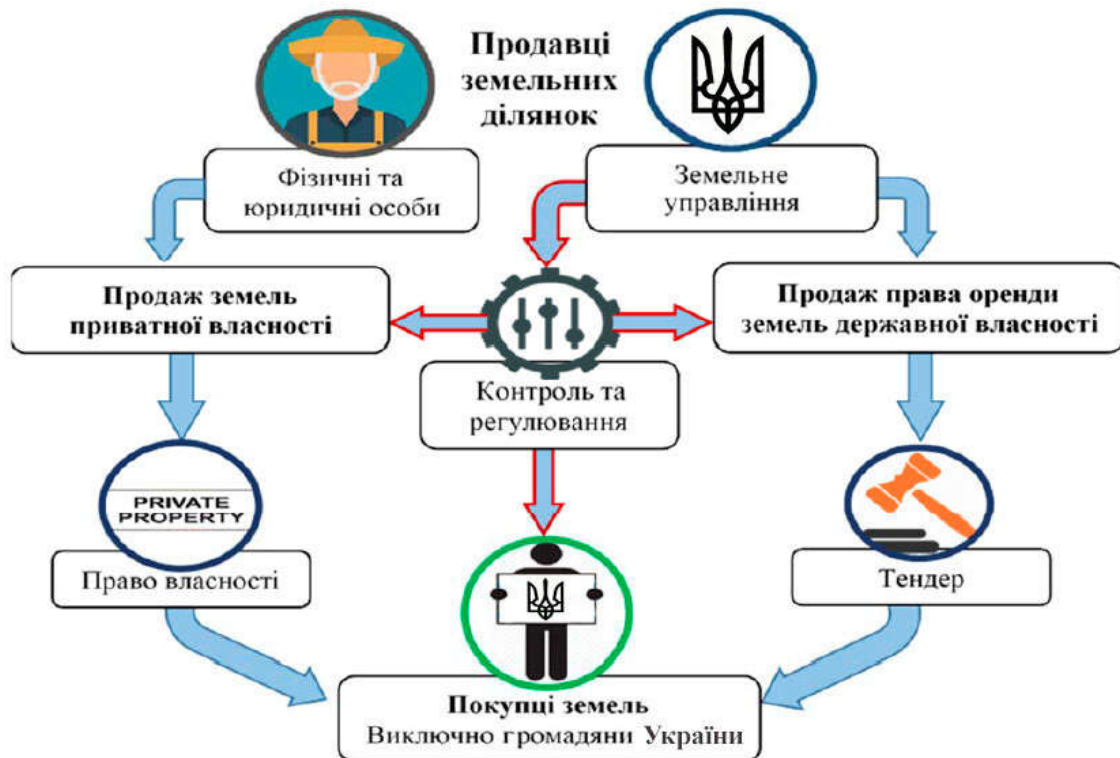 Продавці
земельних
ділянок
Фізичні та
юридичні особи
Земельне
управління
Продаж земель
приватної власності
Продаж права оренди
земель державної власності
Контроль та
регулювання
PRIVATE
PROPERTY
Право власності
Тендер
Покупці земель
Виключно громадяни України